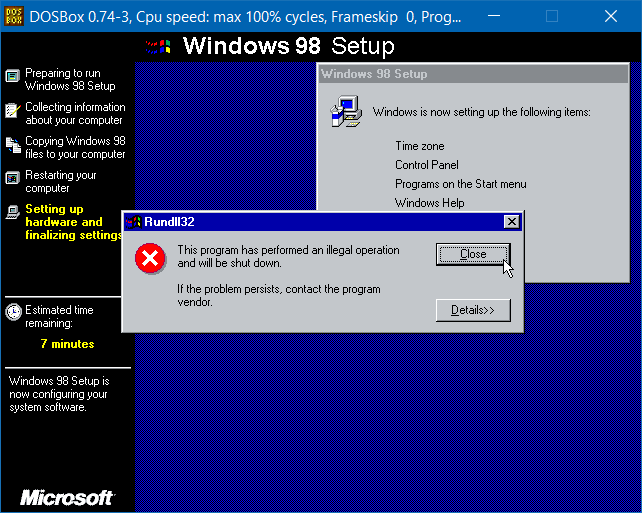 DOSBox 0.74-3, Cpu speed: max 100% cycles, Frameskip  0, Prog...
Windows 98 Setup
Preparing to run
Windows 98 Setup
Collecting information
about your computer
Copying Windows 98
files to your computer
Restarting your
computer
Setting up
hardware and
finalizing settings
Estimated time
remaining:
7 minutes
Windows 98 Setup is
now configuring your
system software.
Microsoft
Windows 98 Setup
Windows is now setting up the following items:
Time zone
Control Panel
Programs on the Start menu
Windows Help
Rundll32
This program has performed an illegal operation
and will be shut down.
If the problem persists, contact the program
vendor.
Close
Details>>